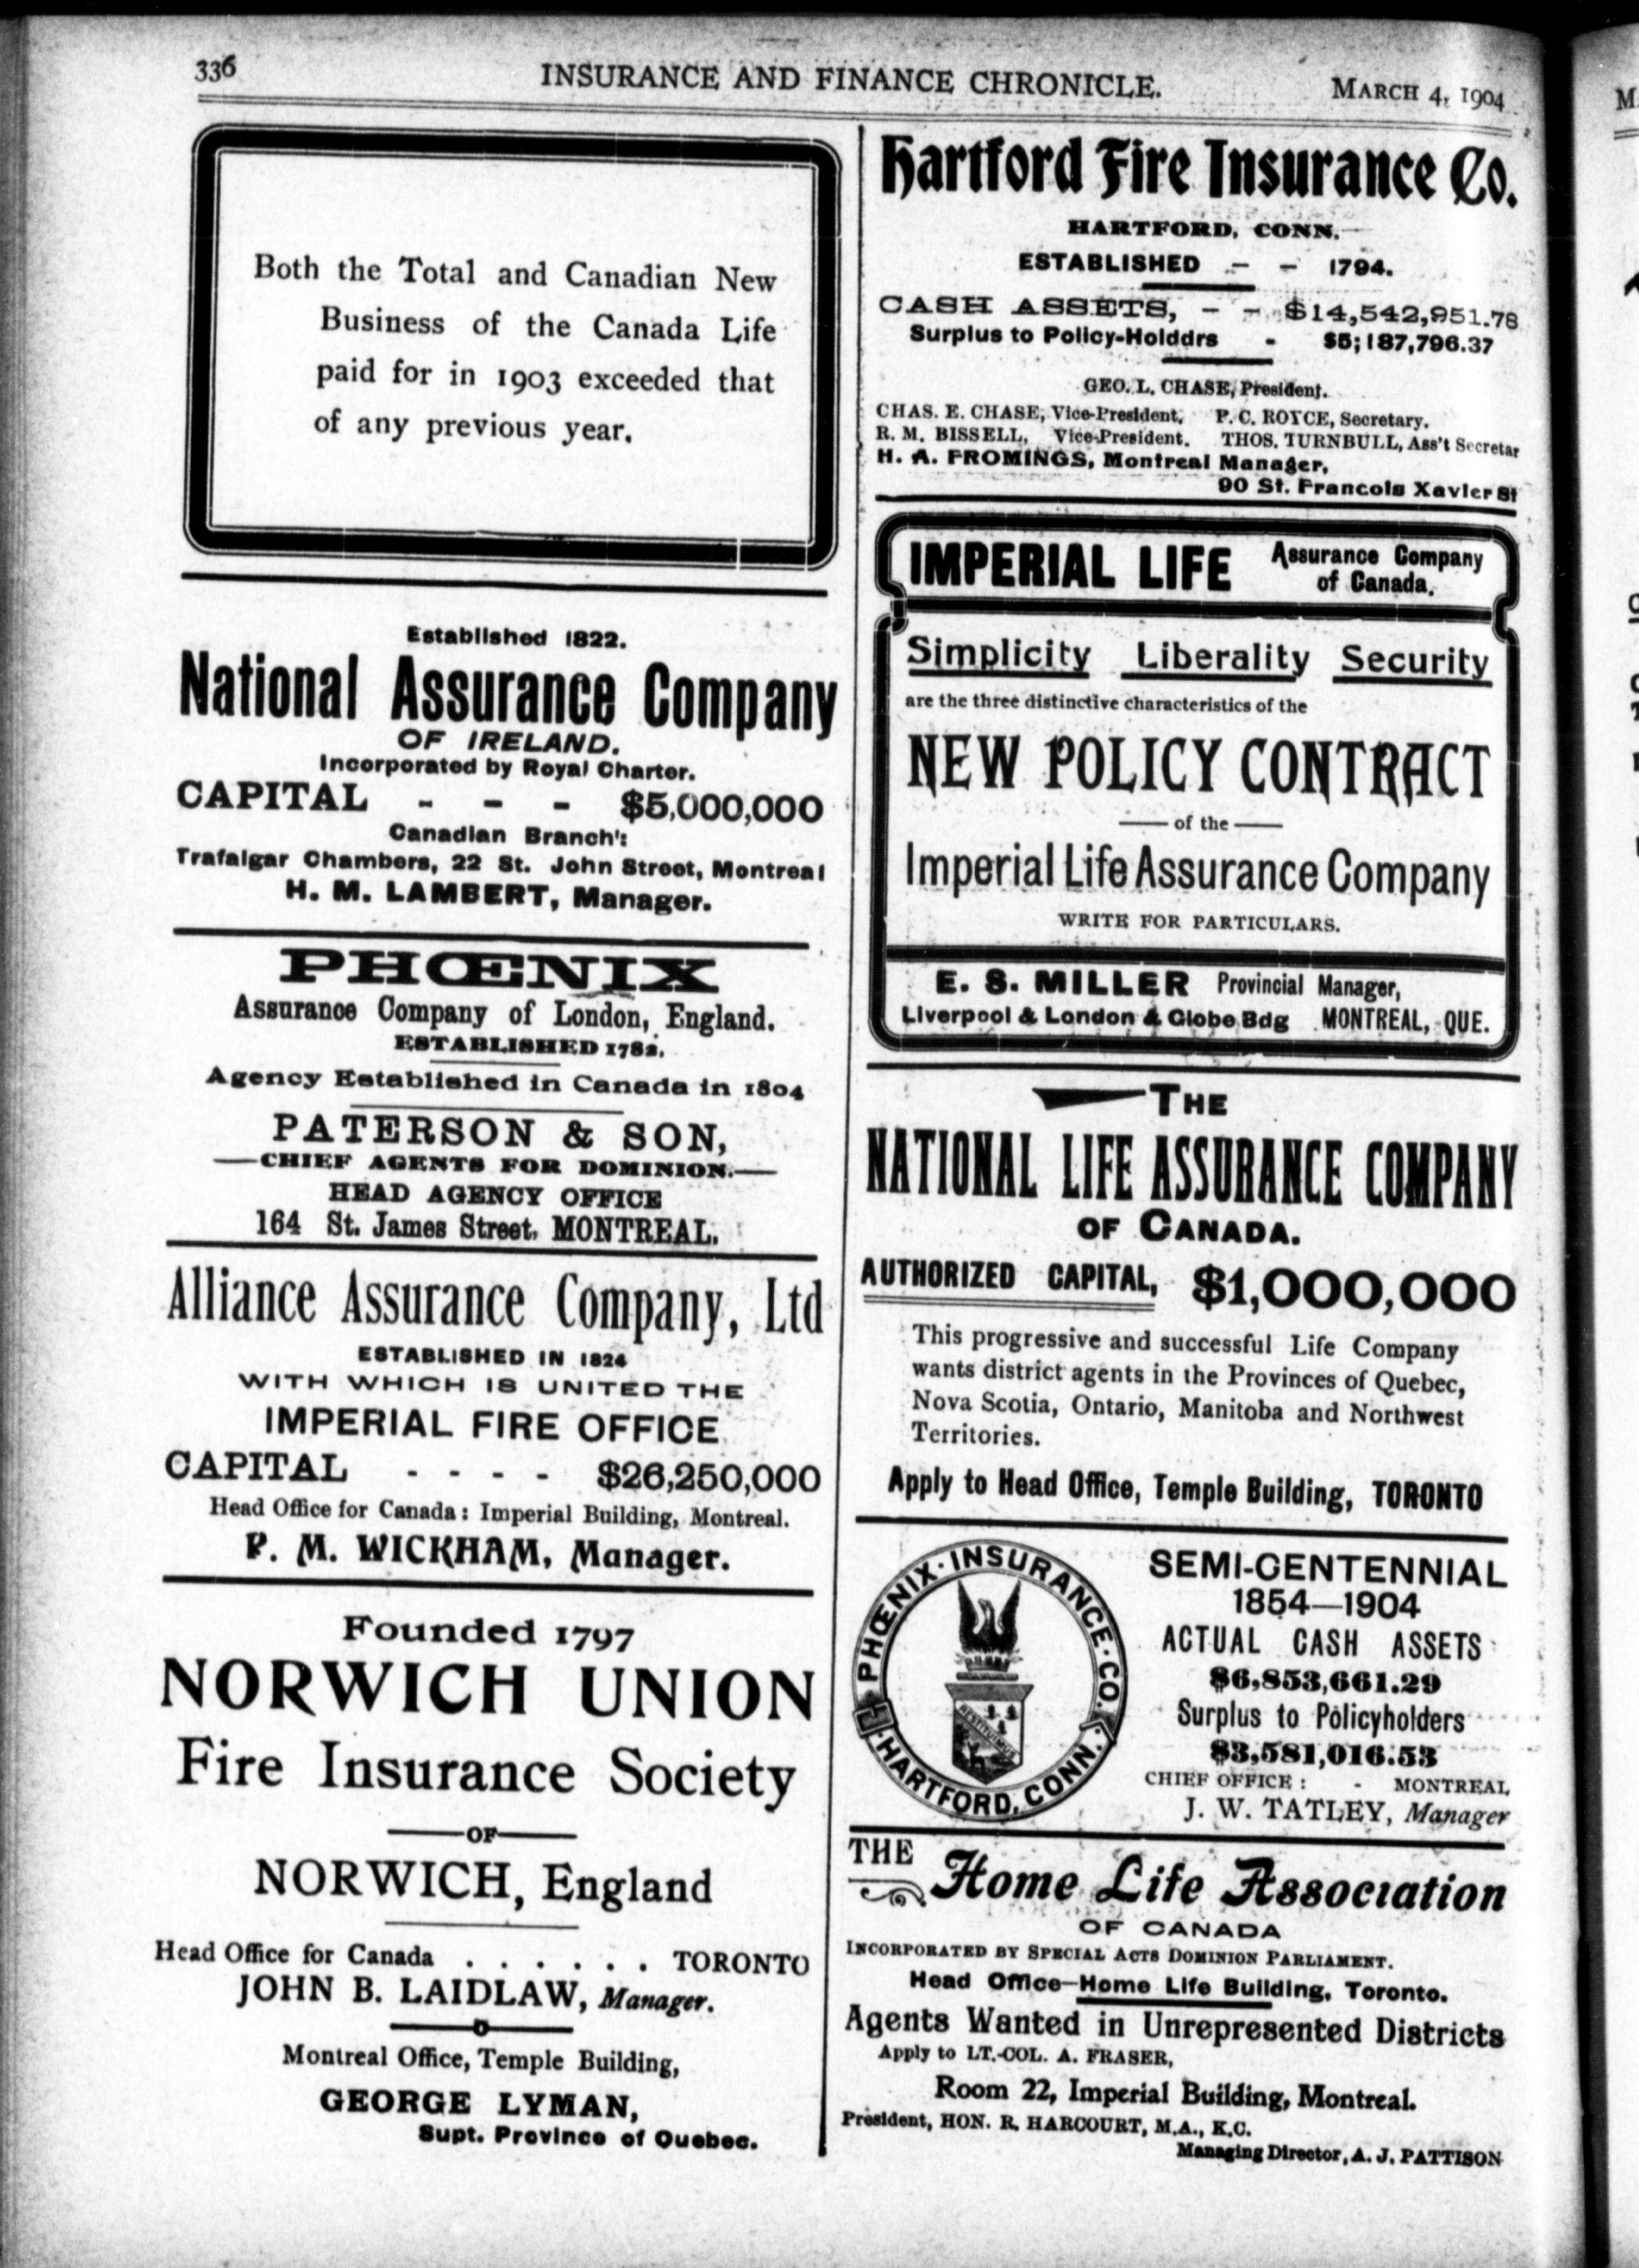 336
INSURANCE AND FINANCE CHRONICLE.
MARCH 4, 1904
Both the Total and Canadian New
Business of the Canada Life
paid for in 1903 exceeded that
of any previous year.
Established 1822.
National Assurance Company
OF IRELAND.
Incorporated by Royal Charter.
CAPITAL - - - $5,000,000
Canadian Branch':
Trafalgar Chambers, 22 St. John Street, Montreal
H. M. LAMBERT, Manager.
PHŒNIX
Assurance Company of London, England.
ESTABLISHED 1782.
Agency Established in Canada in 1804
PATERSON & SON,
—CHIEF AGENTS FOR DOMINION.—
HEAD AGENCY OFFICE
164 St. James Street, MONTREAL.
Alliance Assurance Company, Ltd
ESTABLISHED IN 1824
WITH WHICH IS UNITED THE
IMPERIAL FIRE OFFICE
CAPITAL - - - - $26,250,000
Head Office for Canada: Imperial Building, Montreal.
P. M. WICKHAM, Manager.
Founded 1797
NORWICH UNION
Fire Insurance Society
—OF—
NORWICH, England
Head Office for Canada . . . . . . TORONTO
JOHN B. LAIDLAW, Manager.
Montreal Office, Temple Building,
GEORGE LYMAN,
Supt. Province of Quebec.
Hartford Fire Insurance Co.
HARTFORD, CONN.
ESTABLISHED - - 1794.
CASH ASSETS, - - $14,542,951.78
Surplus to Policy-Holddrs - $5;187,796.37
GEO. L. CHASE, President.
CHAS. E. CHASE, Vice-President. P. C. ROYCE, Secretary.
R. M. BISSELL, Vice-President. THOS. TURNBULL, Ass't Secretar
H. A. FROMINGS, Montreal Manager,
90 St. Francois Xavier St
IMPERIAL LIFE Assurance Company
of Canada.
Simplicity Liberality Security
are the three distinctive characteristics of the
NEW POLICY CONTRACT
— of the —
Imperial Life Assurance Company
WRITE FOR PARTICULARS.
E. S. MILLER Provincial Manager,
Liverpool & London & Globe Bdg MONTREAL, QUE.
THE
NATIONAL LIFE ASSURANCE COMPANY
OF CANADA.
AUTHORIZED CAPITAL, $1,000,000
This progressive and successful Life Company
wants district agents in the Provinces of Quebec,
Nova Scotia, Ontario, Manitoba and Northwest
Territories.
Apply to Head Office, Temple Building, TORONTO
PHŒNIX·INSURANCE·CO.
HARTFORD, CONN.
SEMI-CENTENNIAL
1854—1904
ACTUAL CASH ASSETS
$6,853,661.29
Surplus to Policyholders
$3,581,016.53
CHIEF OFFICE: - MONTREAL
J. W. TATLEY, Manager
THE
Home Life Association
OF CANADA
INCORPORATED BY SPECIAL ACTS DOMINION PARLIAMENT.
Head Office—Home Life Building, Toronto.
Agents Wanted in Unrepresented Districts
Apply to LT.-COL. A. FRASER,
Room 22, Imperial Building, Montreal.
President, HON. R. HARCOURT, M.A., K.C.
Managing Director, A. J. PATTISON